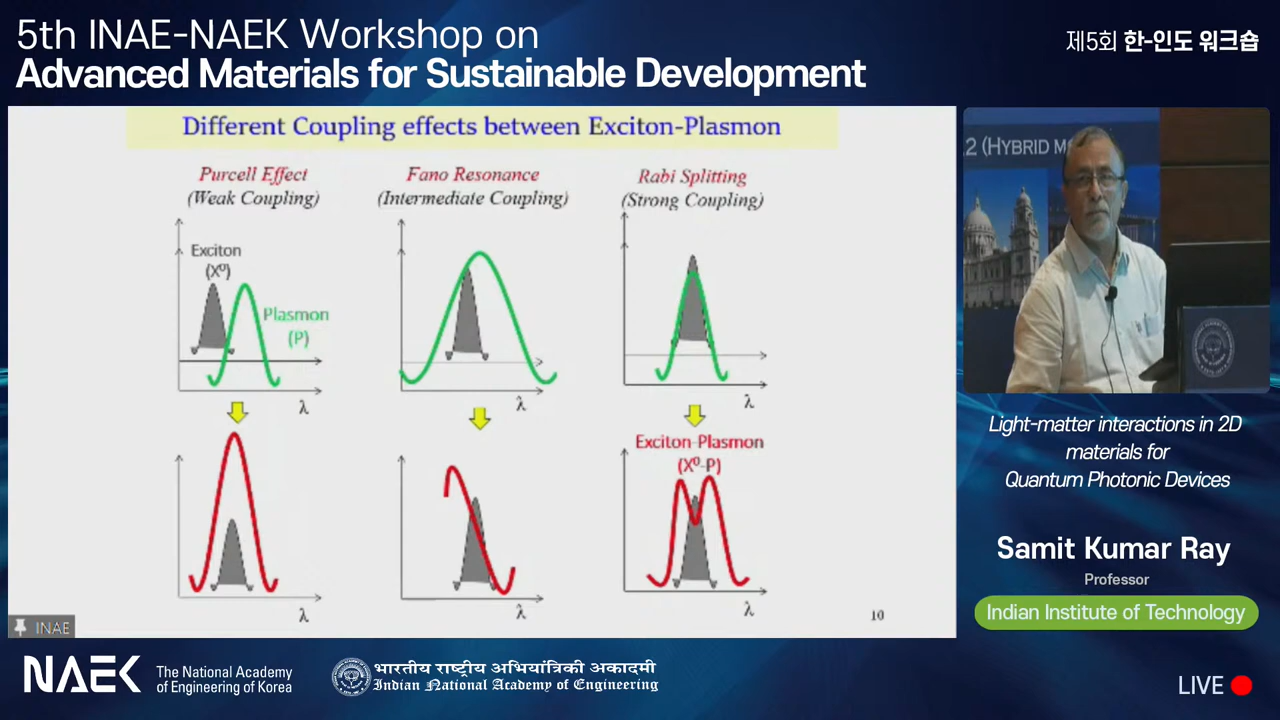 5th INAE-NAEK Workshop on
Advanced Materials for Sustainable Development
제5회 한-인도 워크숍
Different Coupling effects between Exciton-Plasmon
Purcell Effect
(Weak Coupling)
Fano Resonance
(Intermediate Coupling)
Rabi Splitting
(Strong Coupling)
Exciton
(X⁰)
Plasmon
(P)
λ
λ
λ
Exciton-Plasmon
(X⁰-P)
λ
λ
λ
10
INAE
2 (HYBRID M
Light-matter interactions in 2D
materials for
Quantum Photonic Devices
Samit Kumar Ray
Professor
Indian Institute of Technology
NAEK
The National Academy
of Engineering of Korea
भारतीय राष्ट्रीय अभियांत्रिकी अकादमी
Indian National Academy of Engineering
LIVE